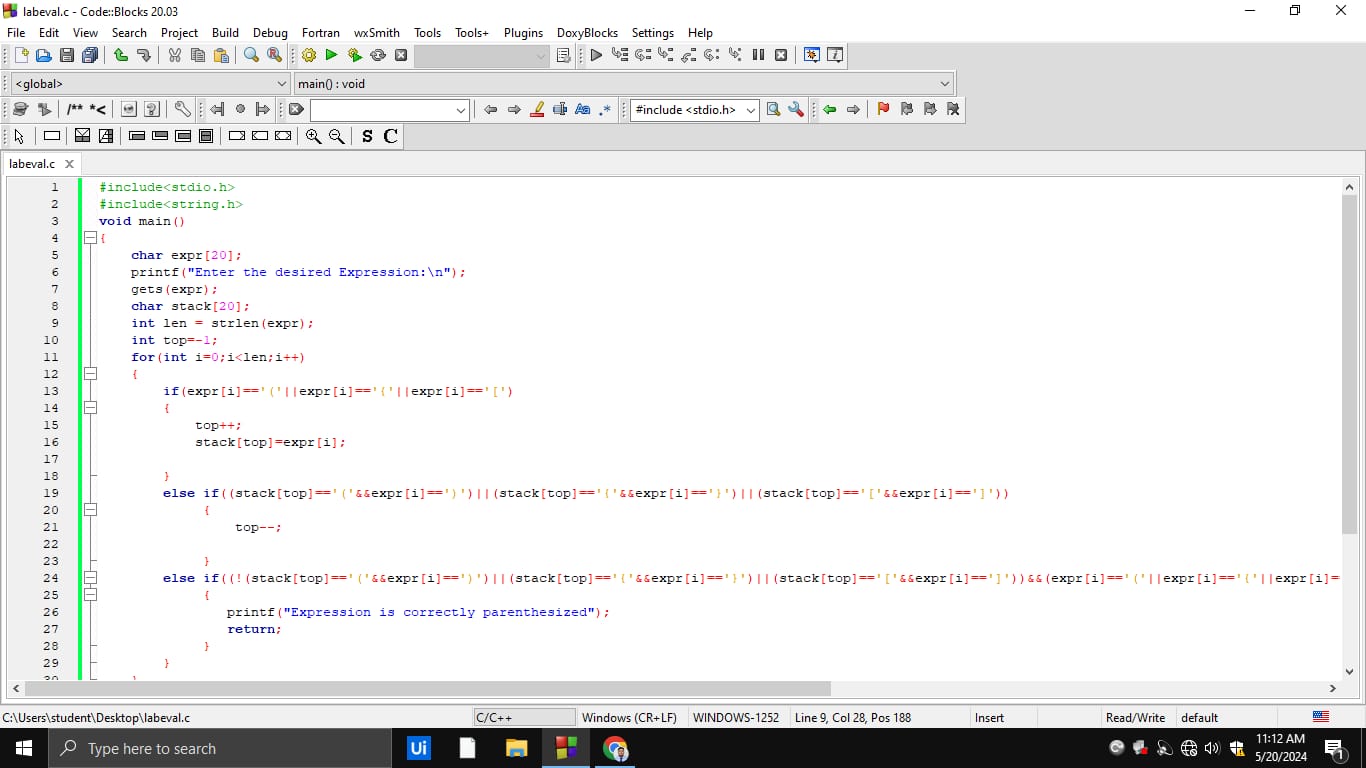 labeval.c - Code::Blocks 20.03
File Edit View Search Project Build Debug Fortran wxSmith Tools Tools+ Plugins DoxyBlocks Settings Help
<global> main() : void
/** *< Aa .* #include <stdio.h>
S C
labeval.c
1 #include<stdio.h>
2 #include<string.h>
3 void main()
4 {
5 char expr[20];
6 printf("Enter the desired Expression:\n");
7 gets(expr);
8 char stack[20];
9 int len = strlen(expr);
10 int top=-1;
11 for(int i=0;i<len;i++)
12 {
13 if(expr[i]=='('||expr[i]=='{'||expr[i]=='[')
14 {
15 top++;
16 stack[top]=expr[i];
17
18 }
19 else if((stack[top]=='('&&expr[i]==')')||(stack[top]=='{'&&expr[i]=='}')||(stack[top]=='['&&expr[i]==']'))
20 {
21 top--;
22
23 }
24 else if((!(stack[top]=='('&&expr[i]==')')||(stack[top]=='{'&&expr[i]=='}')||(stack[top]=='['&&expr[i]==']'))&&(expr[i]=='('||expr[i]=='{'||expr[i]=
25 {
26 printf("Expression is correctly parenthesized");
27 return;
28 }
29 }
30 }
C:\Users\student\Desktop\labeval.c C/C++ Windows (CR+LF) WINDOWS-1252 Line 9, Col 28, Pos 188 Insert Read/Write default
Type here to search Ui 11:12 AM
5/20/2024 1